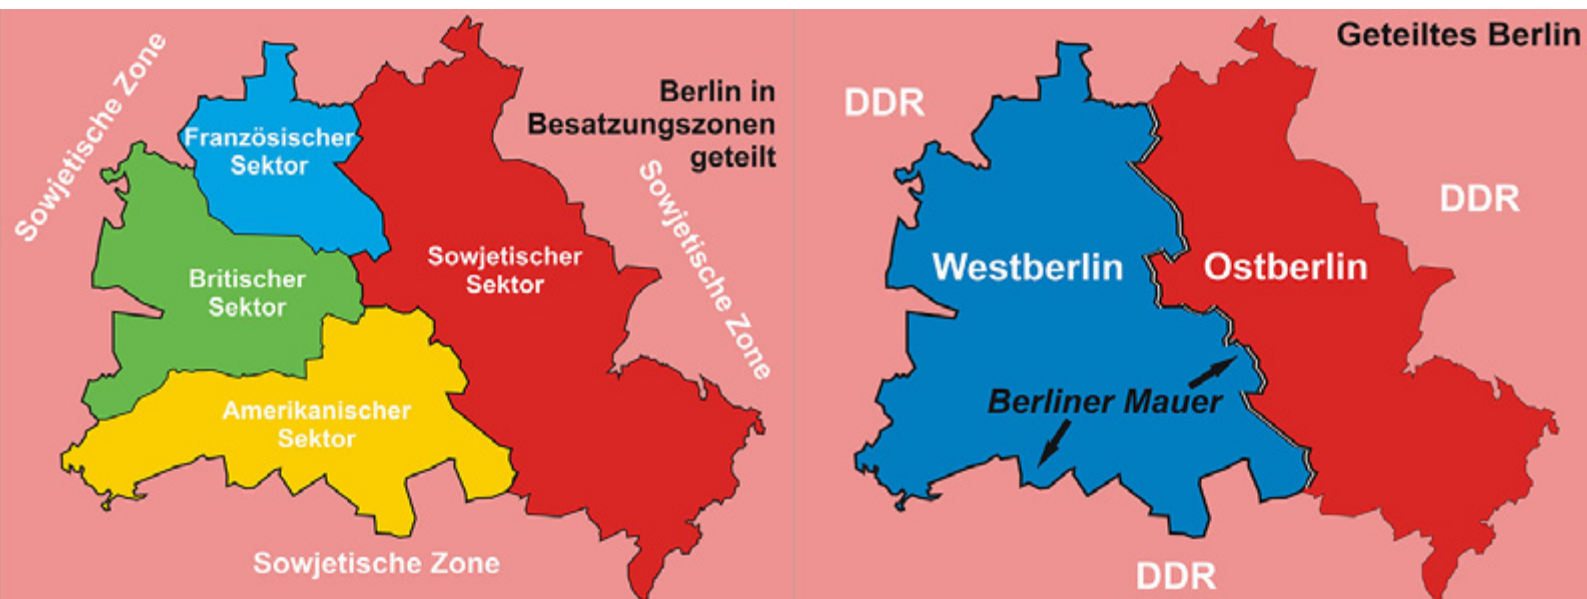 Sowjetische Zone
Französischer
Sektor
Berlin in
Besatzungszonen
geteilt
Sowjetische Zone
Britischer
Sektor
Sowjetischer
Sektor
Amerikanischer
Sektor
Sowjetische Zone
Geteiltes Berlin
DDR
DDR
Westberlin
Ostberlin
Berliner Mauer
DDR